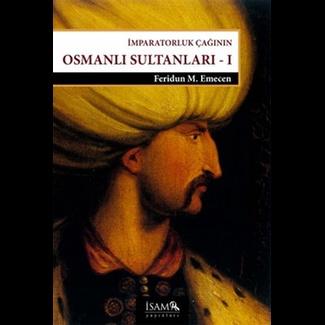 İMPARATORLUK ÇAĞININ
OSMANLI SULTANLARI - I
Feridun M. Emecen
İSAM
yayınları